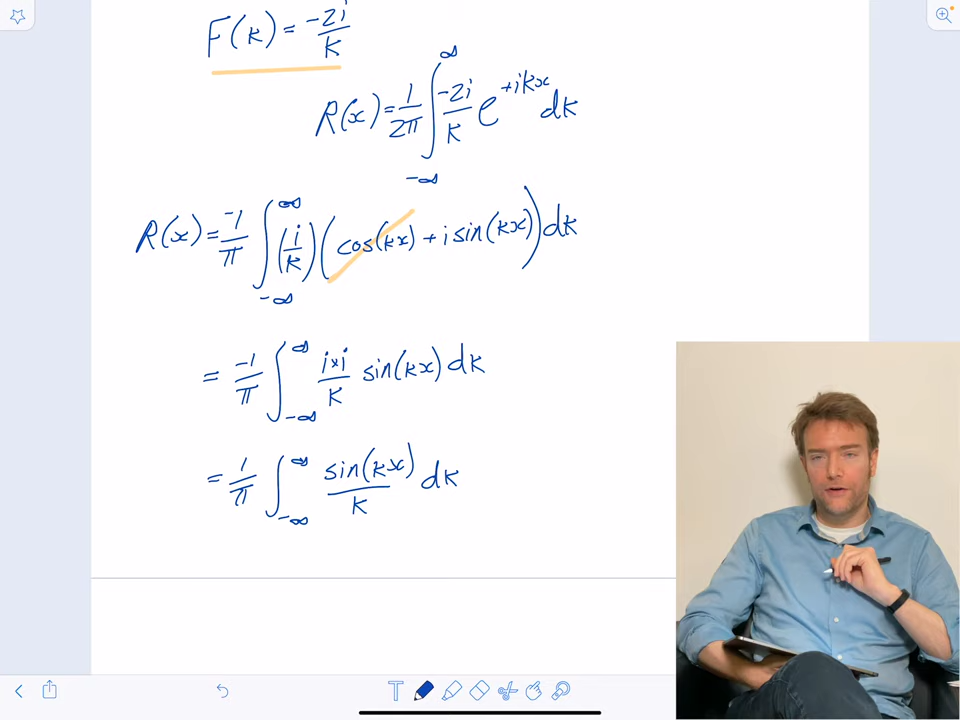 F(k) = -2i/k
R(x) = 1/2π ∫_{-∞}^{∞} -2i/k e^{+ikx} dk
R(x) = -1/π ∫_{-∞}^{∞} (i/k) (cos(kx) + i sin(kx)) dk
= -1/π ∫_{-∞}^{∞} i×i/k sin(kx) dk
= 1/π ∫_{-∞}^{∞} sin(kx)/k dk
T